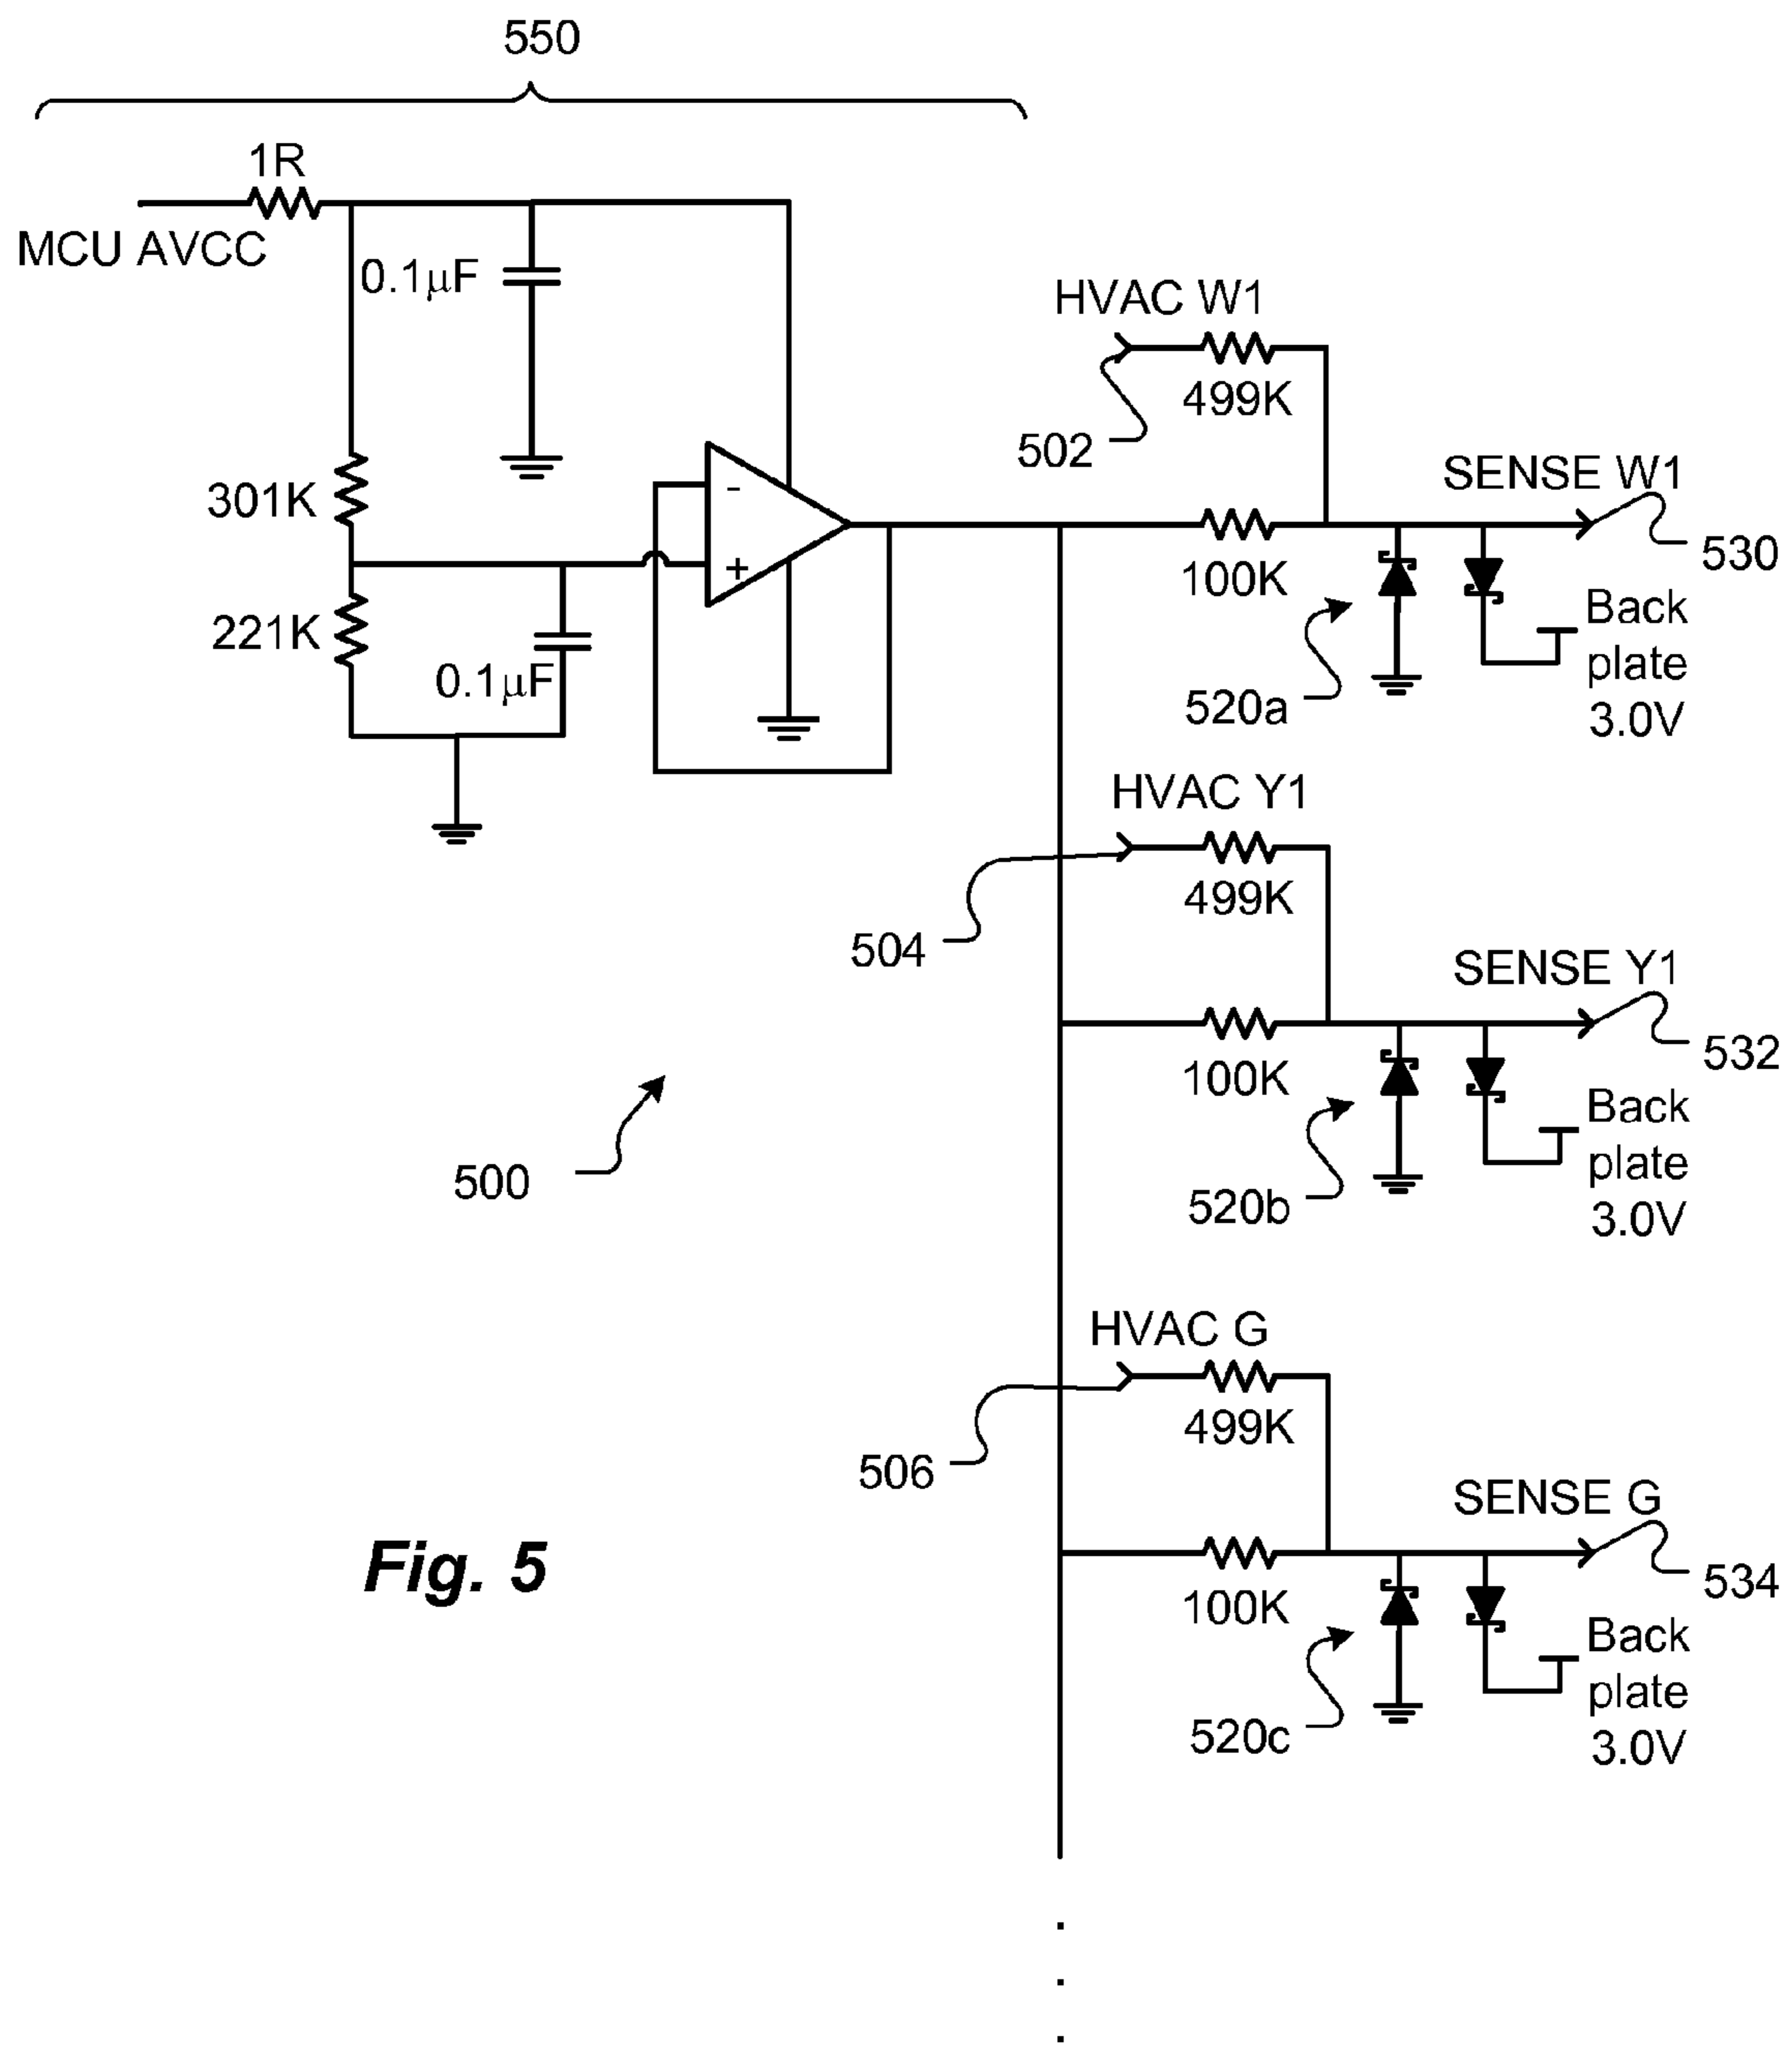 550
1R
MCU AVCC
0.1µF
HVAC W1
499K
502
301K
-
SENSE W1
530
+
100K
221K
0.1µF
Back
plate
3.0V
520a
HVAC Y1
499K
504
SENSE Y1
532
100K
Back
plate
3.0V
500
520b
HVAC G
499K
506
SENSE G
534
Fig. 5
100K
Back
plate
3.0V
520c